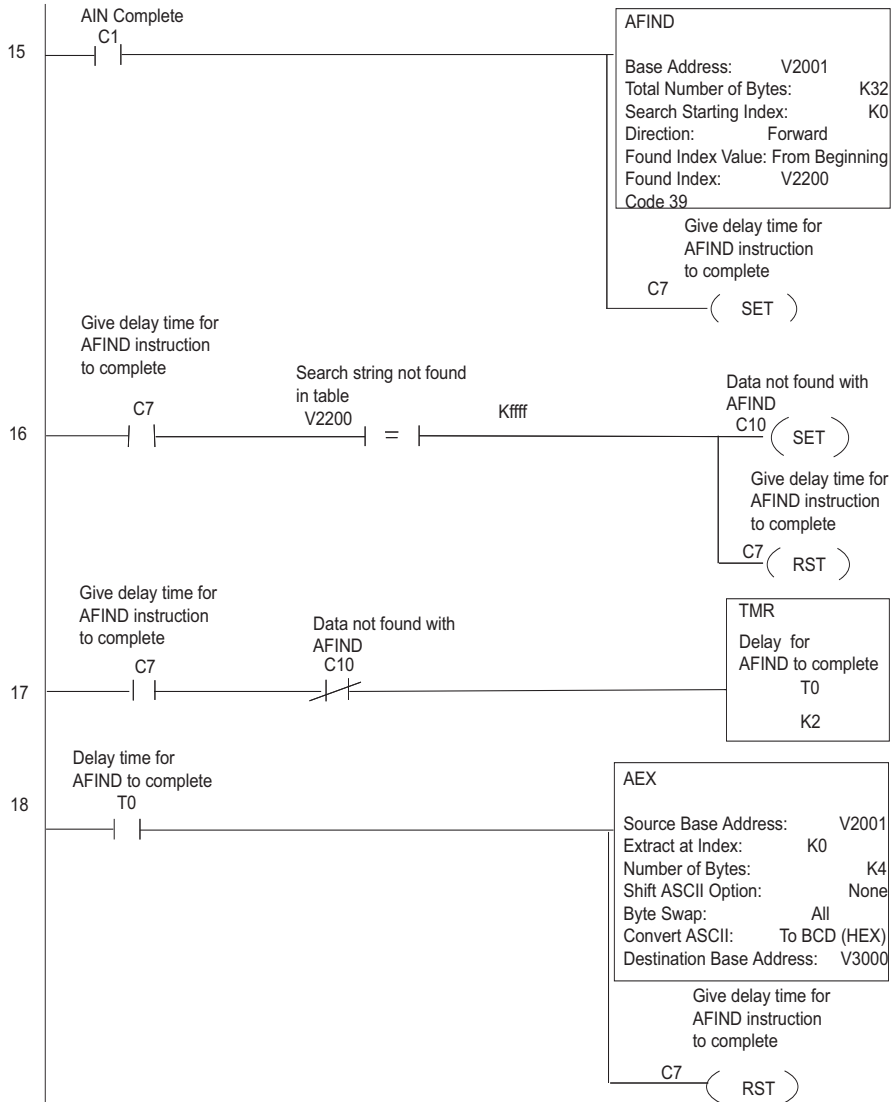 AIN Complete
C1
15
AFIND
Base Address: V2001
Total Number of Bytes: K32
Search Starting Index: K0
Direction: Forward
Found Index Value: From Beginning
Found Index: V2200
Code 39
Give delay time for
AFIND instruction
to complete
C7
SET
Give delay time for
AFIND instruction
to complete
C7
Search string not found
in table
V2200
=
Kffff
Data not found with
AFIND
C10
SET
16
Give delay time for
AFIND instruction
to complete
C7
RST
Give delay time for
AFIND instruction
to complete
C7
Data not found with
AFIND
C10
TMR
Delay for
AFIND to complete
T0
K2
17
Delay time for
AFIND to complete
T0
18
AEX
Source Base Address: V2001
Extract at Index: K0
Number of Bytes: K4
Shift ASCII Option: None
Byte Swap: All
Convert ASCII: To BCD (HEX)
Destination Base Address: V3000
Give delay time for
AFIND instruction
to complete
C7
RST